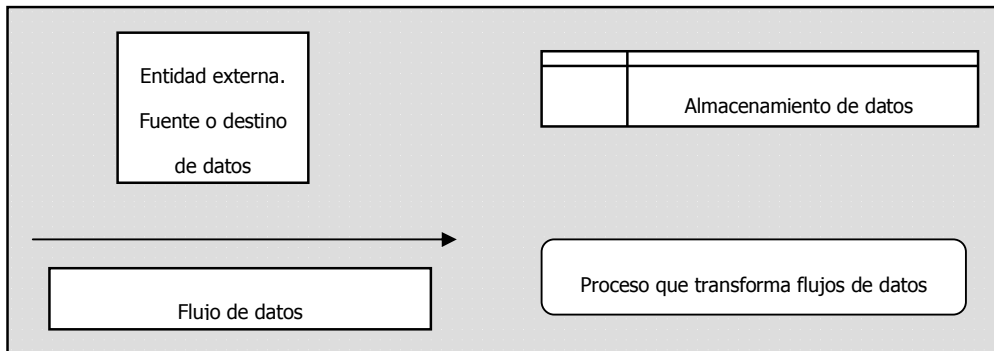 Entidad externa.
Fuente o destino
de datos
Almacenamiento de datos
Flujo de datos
Proceso que transforma flujos de datos